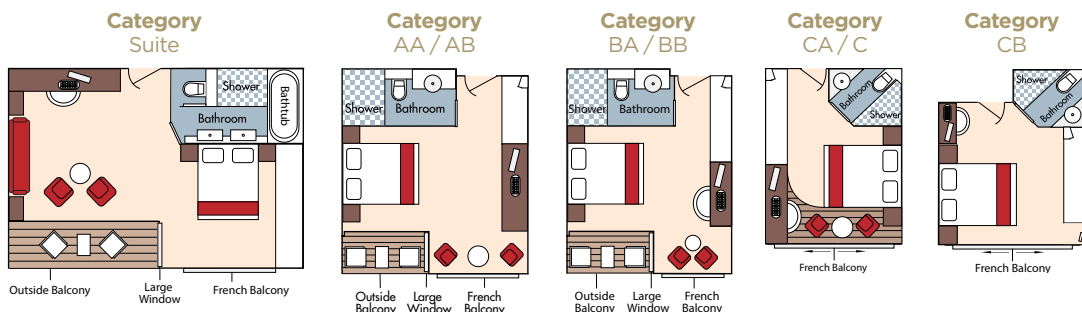 Category
Suite
Shower
Bathtub
Bathroom
Outside Balcony
Large
Window
French Balcony
Category
AA / AB
Shower
Bathroom
Outside
Balcony
Large
Window
French
Balcony
Category
BA / BB
Shower
Bathroom
Outside
Balcony
Large
Window
French
Balcony
Category
CA / C
Bathroom
Shower
French Balcony
Category
CB
Shower
Bathroom
French Balcony